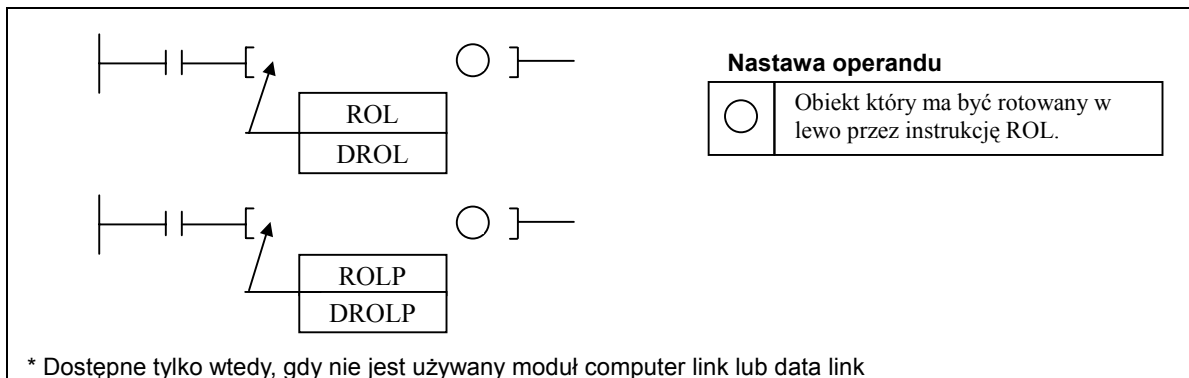 ROL
DROL
ROLP
DROLP
Nastawa operandu
Obiekt który ma być rotowany w
lewo przez instrukcję ROL.
* Dostępne tylko wtedy, gdy nie jest używany moduł computer link lub data link